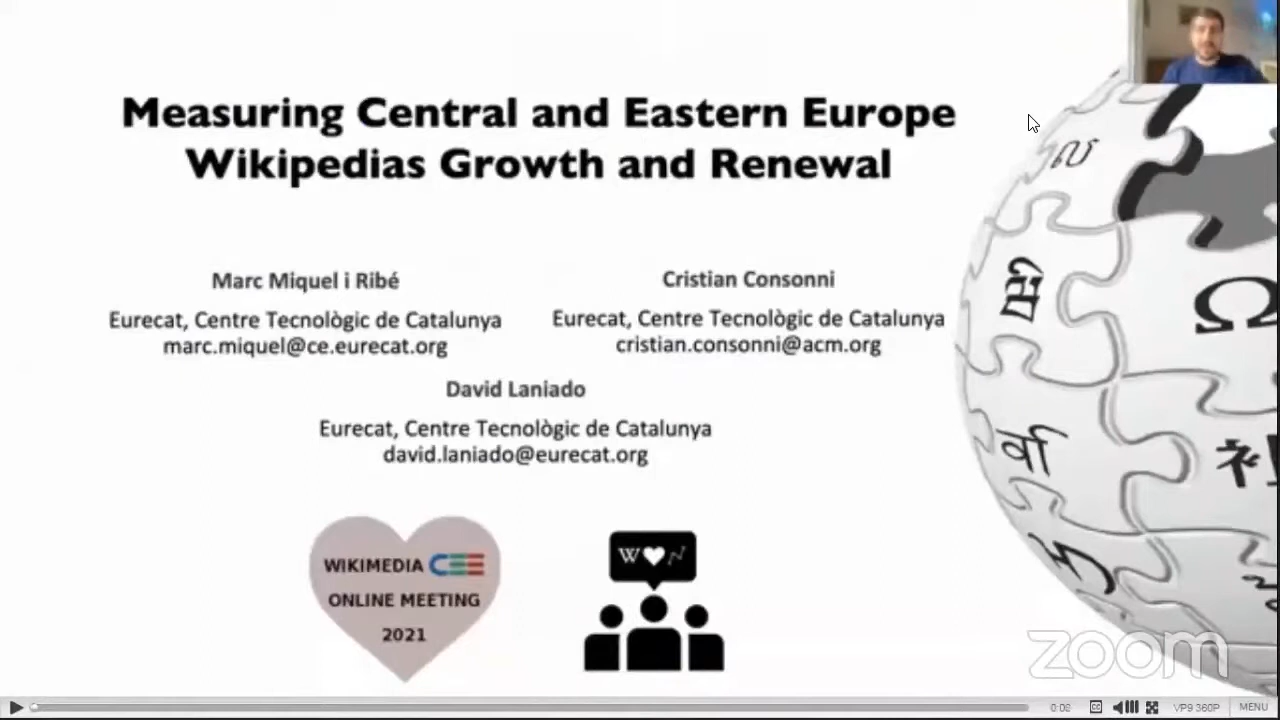 Measuring Central and Eastern Europe
Wikipedias Growth and Renewal
Marc Miquel i Ribé
Eurecat, Centre Tecnològic de Catalunya
marc.miquel@ce.eurecat.org
Cristian Consonni
Eurecat, Centre Tecnològic de Catalunya
cristian.consonni@acm.org
David Laniado
Eurecat, Centre Tecnològic de Catalunya
david.laniado@eurecat.org
WIKIMEDIA CEE
ONLINE MEETING
2021
W
Ω
र्वा
zoom
0:06
CC
VP9 360P
MENU